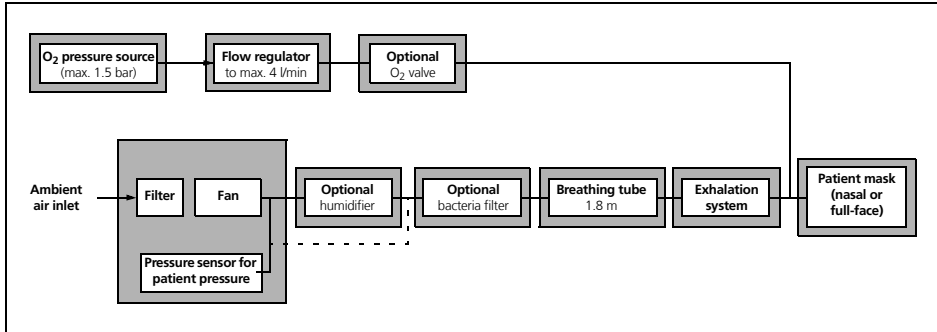 O₂ pressure source
(max. 1.5 bar)
Flow regulator
to max. 4 l/min
Optional
O₂ valve
Ambient
air inlet
Filter
Fan
Optional
humidifier
Optional
bacteria filter
Breathing tube
1.8 m
Exhalation
system
Patient mask
(nasal or
full-face)
Pressure sensor for
patient pressure